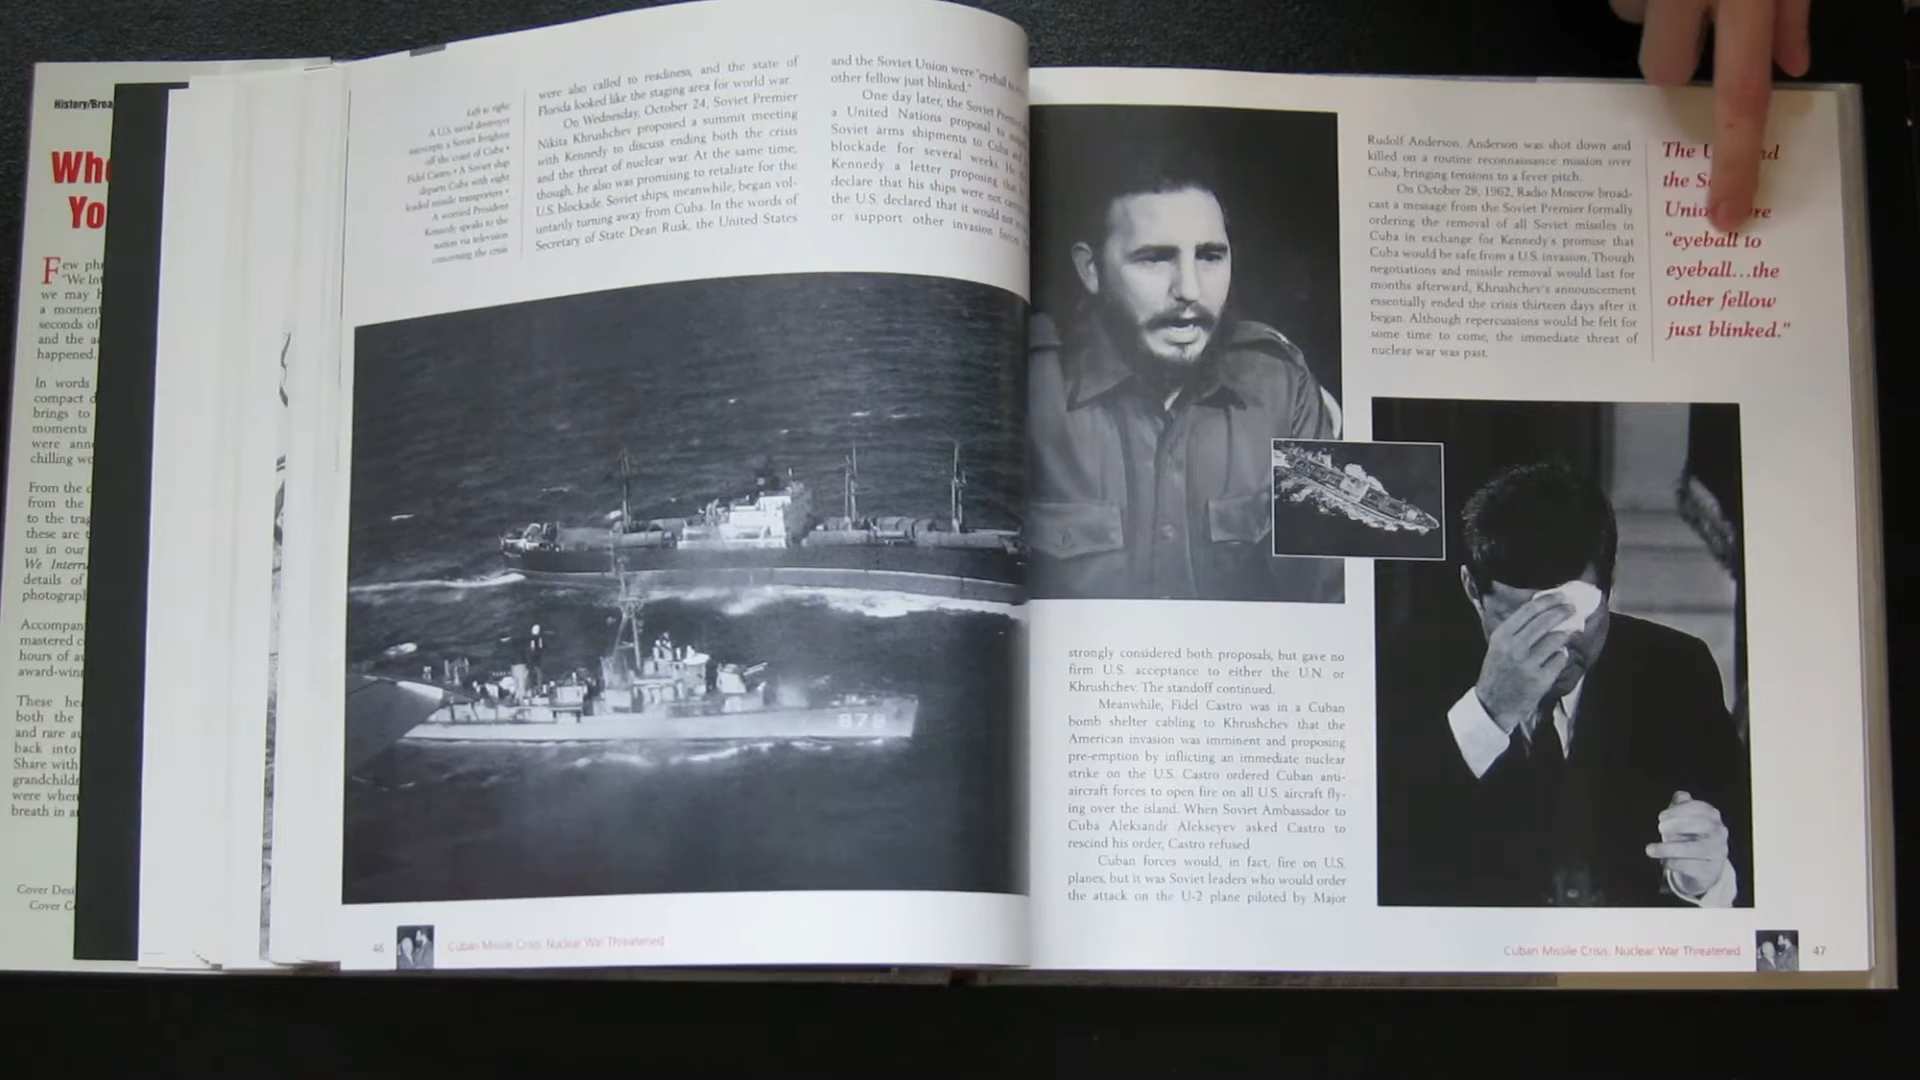 History/Broa
Who
Yo
Few phr
"We Int
we may h
a moment
seconds of
and the a
happened.
In words
compact d
brings to
moments
were ann
chilling wo
From the c
from the
to the trag
these are t
us in our
We Interru
details of
photograph
Accompan
mastered c
hours of au
award-winn
These hea
both the
and rare au
back into
Share with
grandchildr
were when
breath in a
Cover Desi
Cover C
Left to right:
A U.S. naval destroyer
intercepts a Soviet freighter
off the coast of Cuba •
Fidel Castro • A Soviet ship
departs Cuba with eight
loaded missile transporters •
A worried President
Kennedy speaks to the
nation via television
concerning the crisis
were also called to readiness, and the state of
Florida looked like the staging area for world war.
On Wednesday, October 24, Soviet Premier
Nikita Khrushchev proposed a summit meeting
with Kennedy to discuss ending both the crisis
and the threat of nuclear war. At the same time,
though, he also was promising to retaliate for the
U.S. blockade. Soviet ships, meanwhile, began vol-
untarily turning away from Cuba. In the words of
Secretary of State Dean Rusk, the United States
and the Soviet Union were "eyeball to
other fellow just blinked."
One day later, the Soviet Premier
a United Nations proposal to
Soviet arms shipments to Cuba and
blockade for several weeks. He
Kennedy a letter proposing that he
declare that his ships were not
the U.S. declared that it would not
or support other invasion forces
878
46
Cuban Missile Crisis: Nuclear War Threatened
strongly considered both proposals, but gave no
firm U.S. acceptance to either the U.N. or
Khrushchev. The standoff continued.
Meanwhile, Fidel Castro was in a Cuban
bomb shelter cabling to Khrushchev that the
American invasion was imminent and proposing
pre-emption by inflicting an immediate nuclear
strike on the U.S. Castro ordered Cuban anti-
aircraft forces to open fire on all U.S. aircraft fly-
ing over the island. When Soviet Ambassador to
Cuba Aleksandr Alekseyev asked Castro to
rescind his order, Castro refused.
Cuban forces would, in fact, fire on U.S.
planes, but it was Soviet leaders who would order
the attack on the U-2 plane piloted by Major
Rudolf Anderson. Anderson was shot down and
killed on a routine reconnaissance mission over
Cuba, bringing tensions to a fever pitch.
On October 28, 1962, Radio Moscow broad-
cast a message from the Soviet Premier formally
ordering the removal of all Soviet missiles in
Cuba in exchange for Kennedy's promise that
Cuba would be safe from a U.S. invasion. Though
negotiations and missile removal would last for
months afterward, Khrushchev's announcement
essentially ended the crisis thirteen days after it
began. Although repercussions would be felt for
some time to come, the immediate threat of
nuclear war was past.
The U nd
the S
Unio re
"eyeball to
eyeball...the
other fellow
just blinked."
Cuban Missile Crisis: Nuclear War Threatened
47